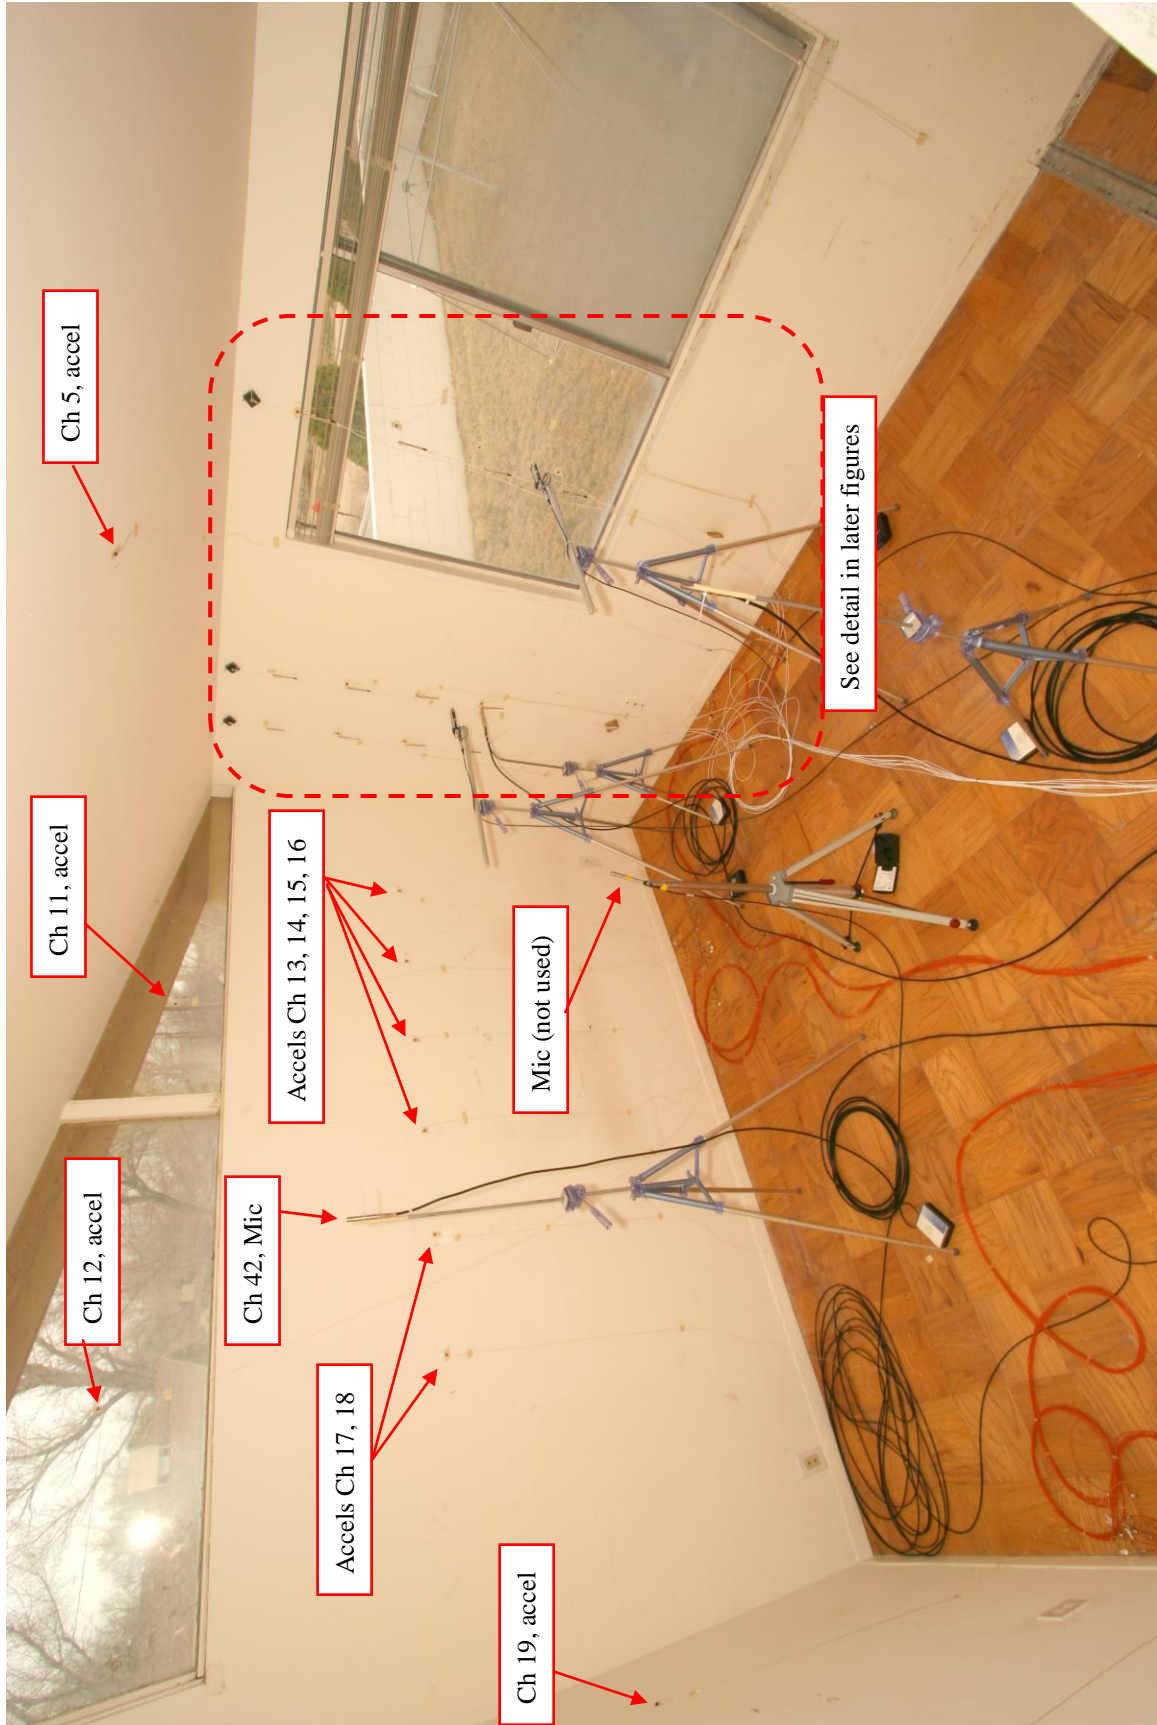 Ch 12, accel
Ch 11, accel
Ch 5, accel
Ch 42, Mic
Accels Ch 13, 14, 15, 16
Accels Ch 17, 18
Ch 19, accel
Mic (not used)
See detail in later figures